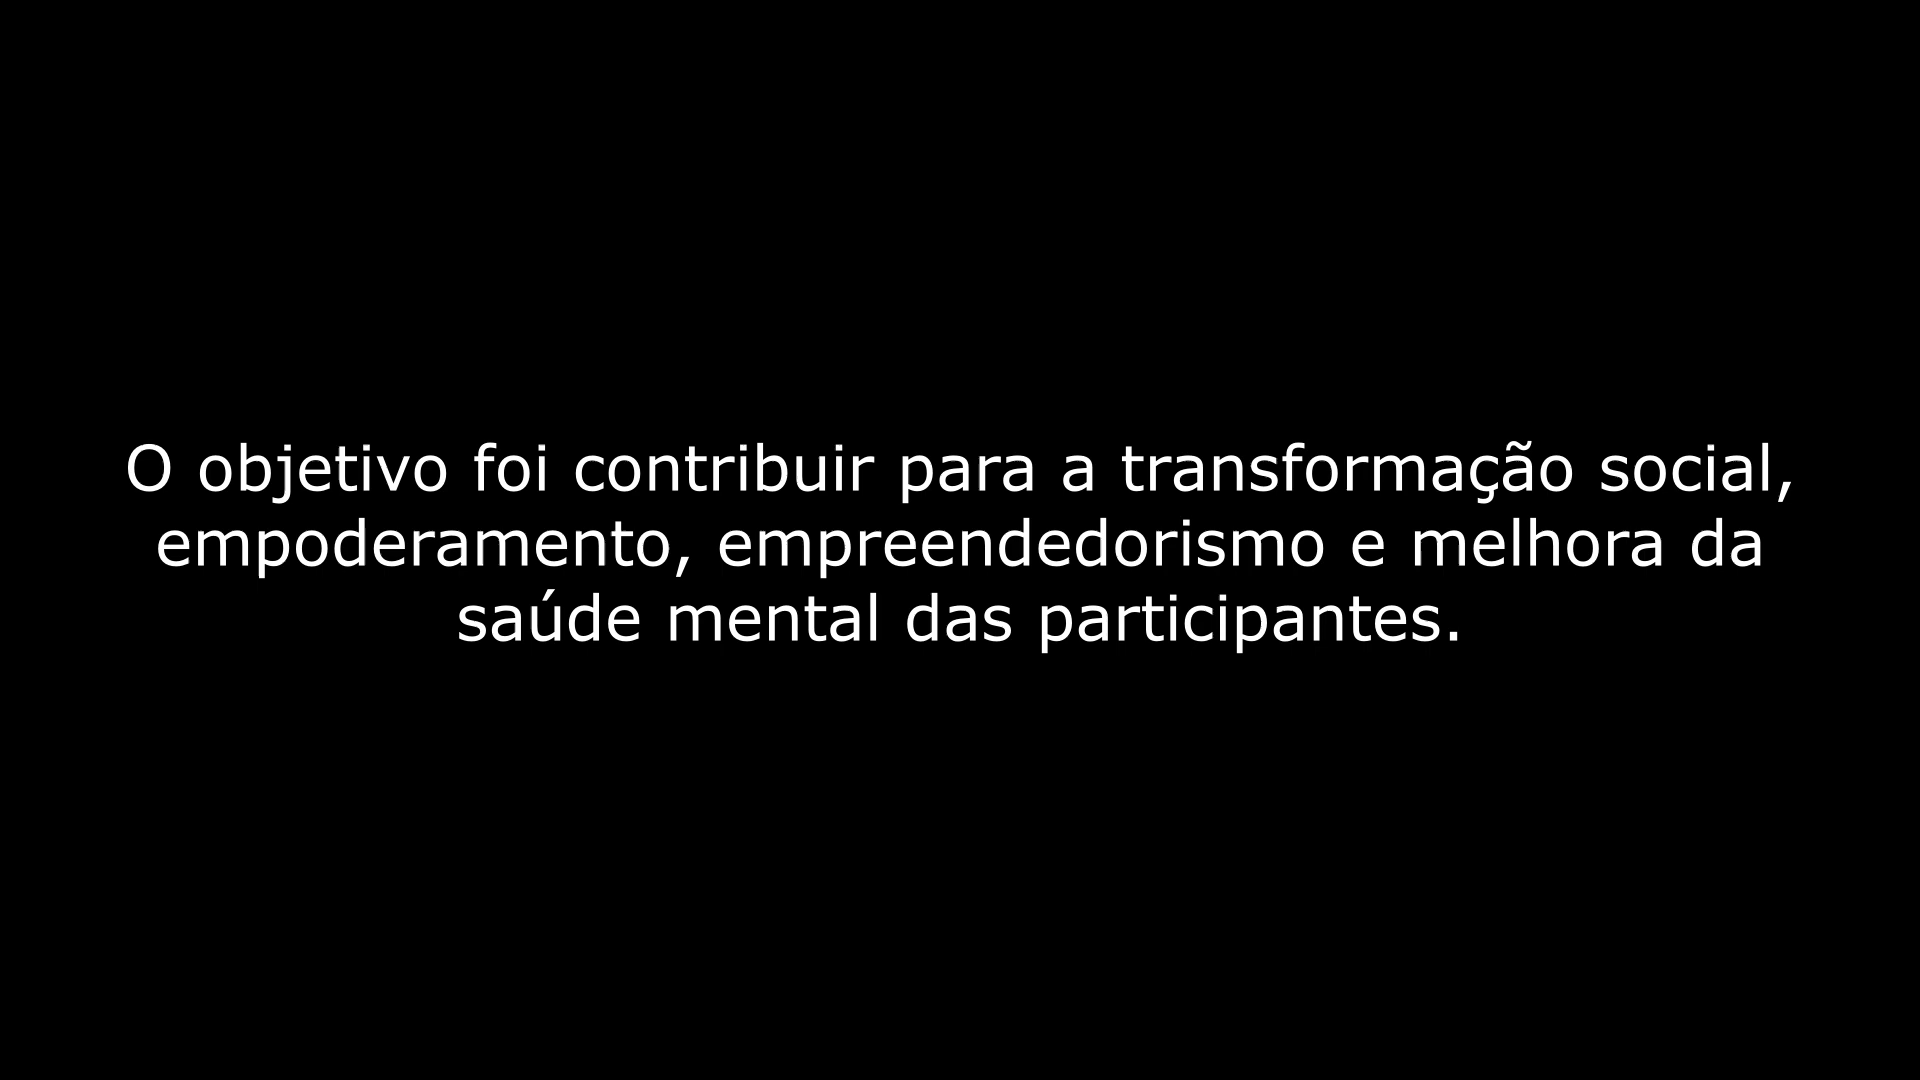 O objetivo foi contribuir para a transformação social,
empoderamento, empreendedorismo e melhora da
saúde mental das participantes.